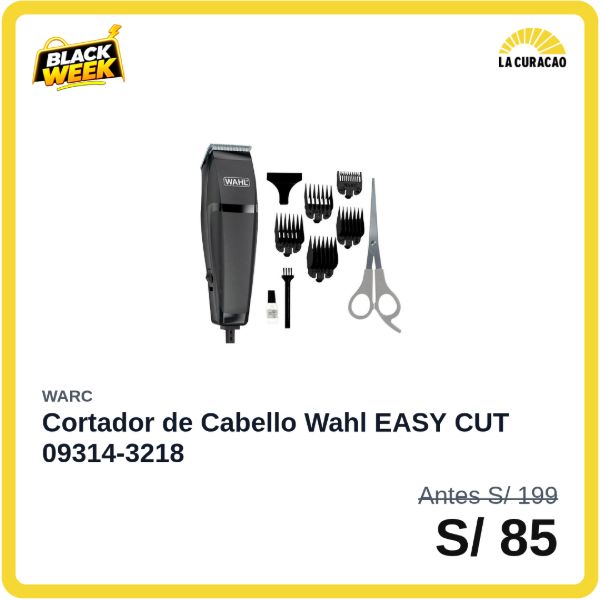 BLACK
WEEK
LA CURACAO
WAHL
WARC
Cortador de Cabello Wahl EASY CUT
09314-3218
Antes S/ 199
S/ 85